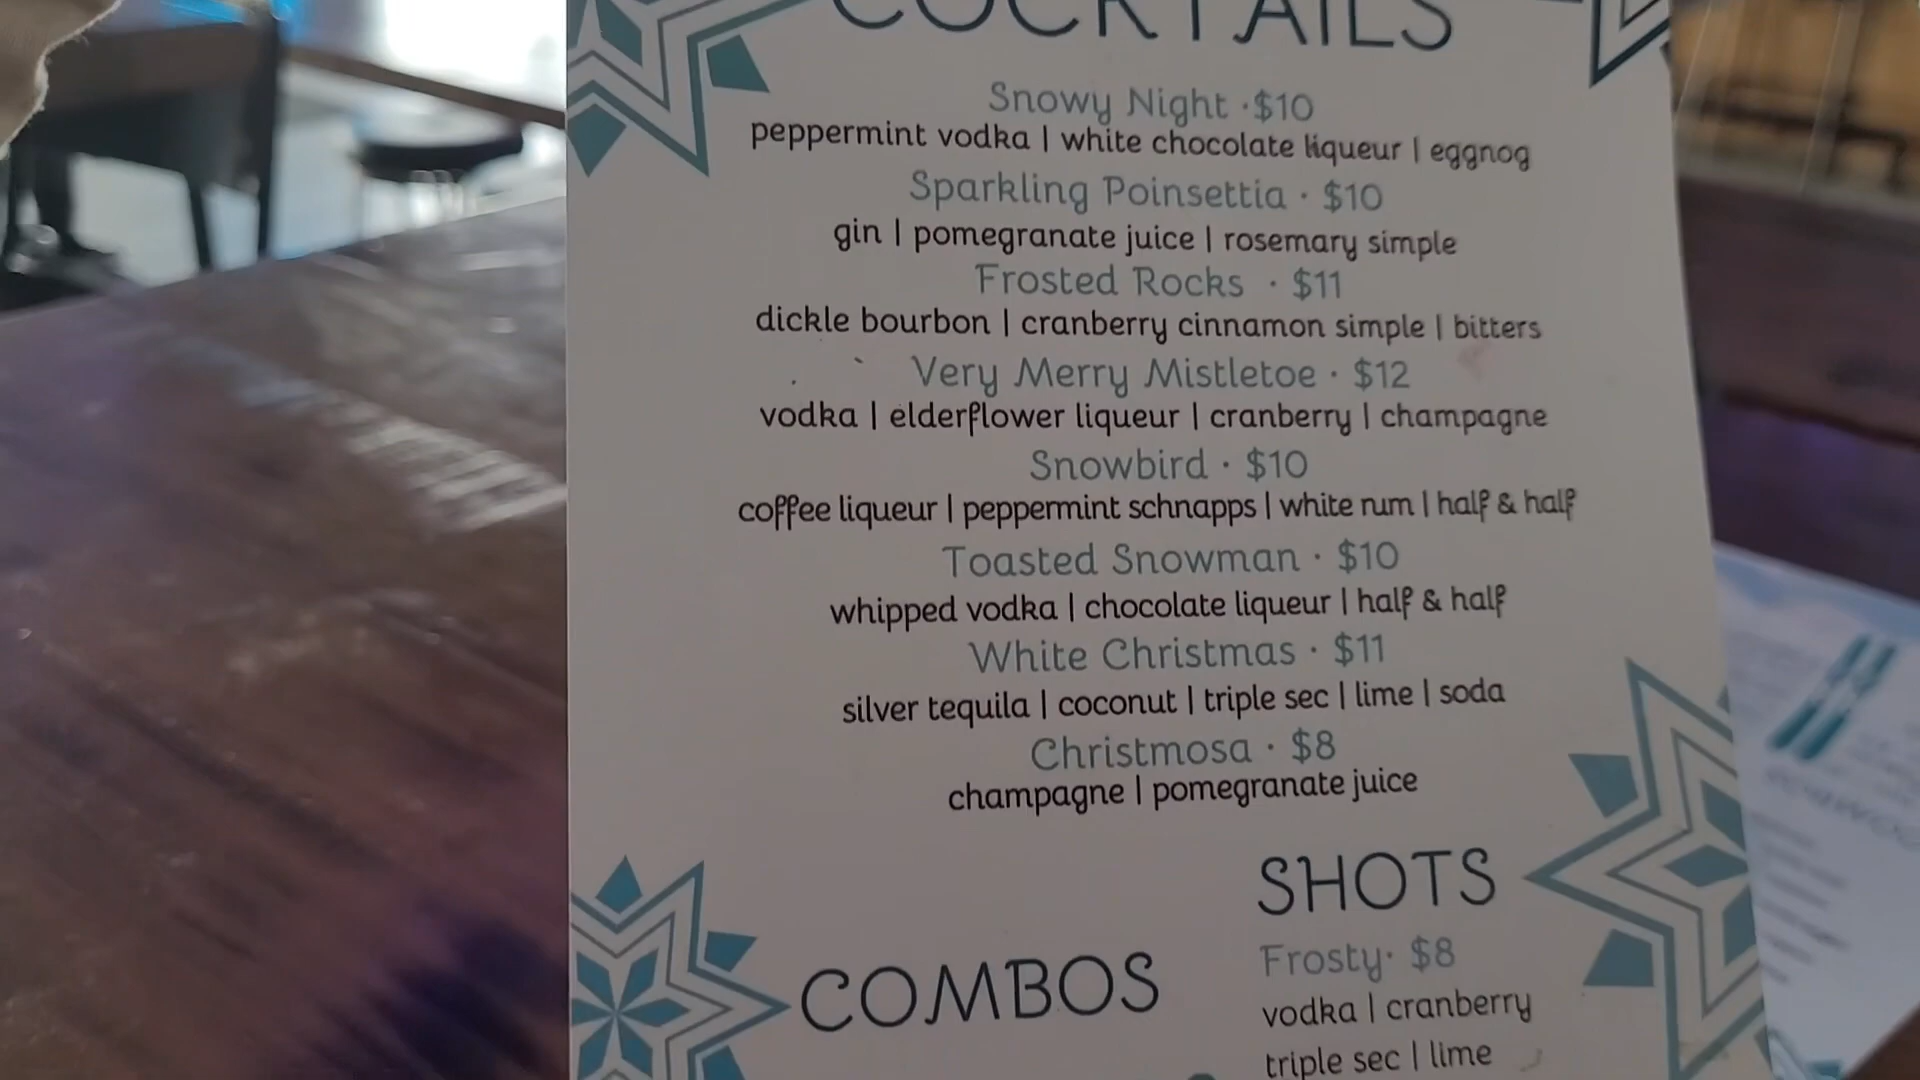 COCKTAILS
Snowy Night · $10
peppermint vodka | white chocolate liqueur | eggnog
Sparkling Poinsettia · $10
gin | pomegranate juice | rosemary simple
Frosted Rocks · $11
dickle bourbon | cranberry cinnamon simple | bitters
Very Merry Mistletoe · $12
vodka | elderflower liqueur | cranberry | champagne
Snowbird · $10
coffee liqueur | peppermint schnapps | white rum | half & half
Toasted Snowman · $10
whipped vodka | chocolate liqueur | half & half
White Christmas · $11
silver tequila | coconut | triple sec | lime | soda
Christmosa · $8
champagne | pomegranate juice
SHOTS
Frosty · $8
vodka | cranberry
triple sec | lime
COMBOS